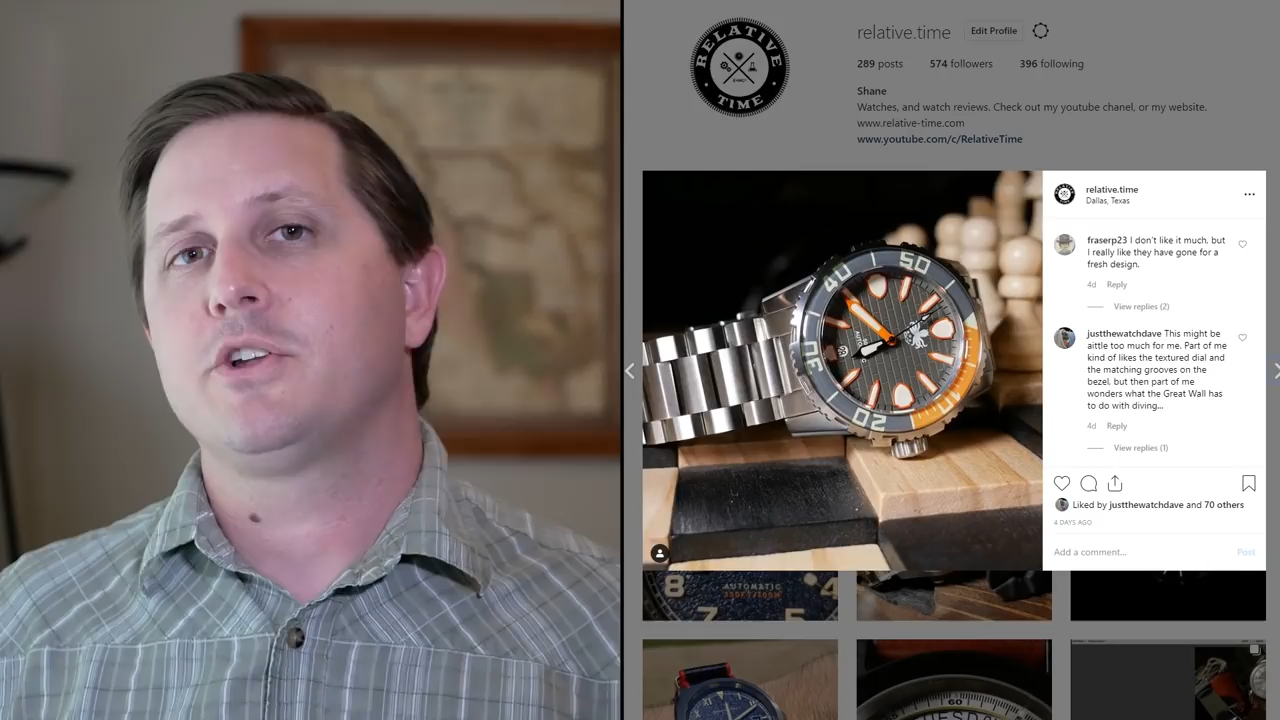 RELATIVE
TIME
relative.time
Edit Profile
289 posts
574 followers
396 following
Shane
Watches, and watch reviews. Check out my youtube chanel, or my website.
www.relative-time.com
www.youtube.com/c/RelativeTime
relative.time
Dallas, Texas
fraserp23 I don't like it much, but
I really like they have gone for a
fresh design.
4d Reply
View replies (2)
justthewatchdave This might be
aittle too much for me. Part of me
kind of likes the textured dial and
the matching grooves on the
bezel, but then part of me
wonders what the Great Wall has
to do with diving...
4d Reply
View replies (1)
Liked by justthewatchdave and 70 others
4 DAYS AGO
Add a comment...
Post
40
50
30
20
10
8
AUTOMATIC
4
7
5
60